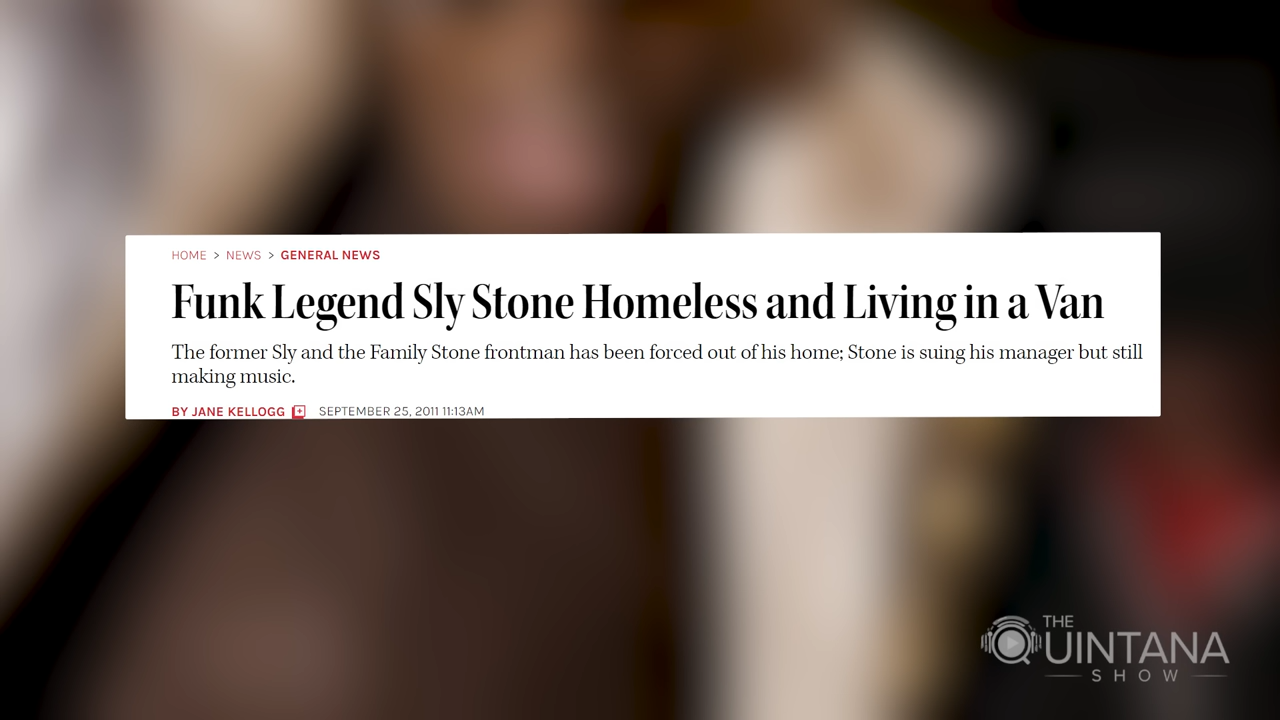 HOME > NEWS > GENERAL NEWS
Funk Legend Sly Stone Homeless and Living in a Van
The former Sly and the Family Stone frontman has been forced out of his home; Stone is suing his manager but still
making music.
BY JANE KELLOGG SEPTEMBER 25, 2011 11:13AM
THE
QUINTANA
SHOW